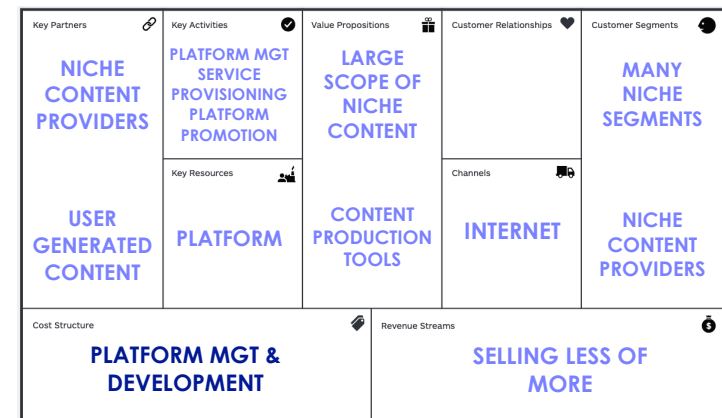 Key Partners
NICHE
CONTENT
PROVIDERS
USER
GENERATED
CONTENT
Key Activities
PLATFORM MGT
SERVICE
PROVISIONING
PLATFORM
PROMOTION
Key Resources
PLATFORM
Value Propositions
LARGE
SCOPE OF
NICHE
CONTENT
CONTENT
PRODUCTION
TOOLS
Customer Relationships
Channels
INTERNET
Customer Segments
MANY
NICHE
SEGMENTS
NICHE
CONTENT
PROVIDERS
Cost Structure
PLATFORM MGT &
DEVELOPMENT
Revenue Streams
$
SELLING LESS OF
MORE